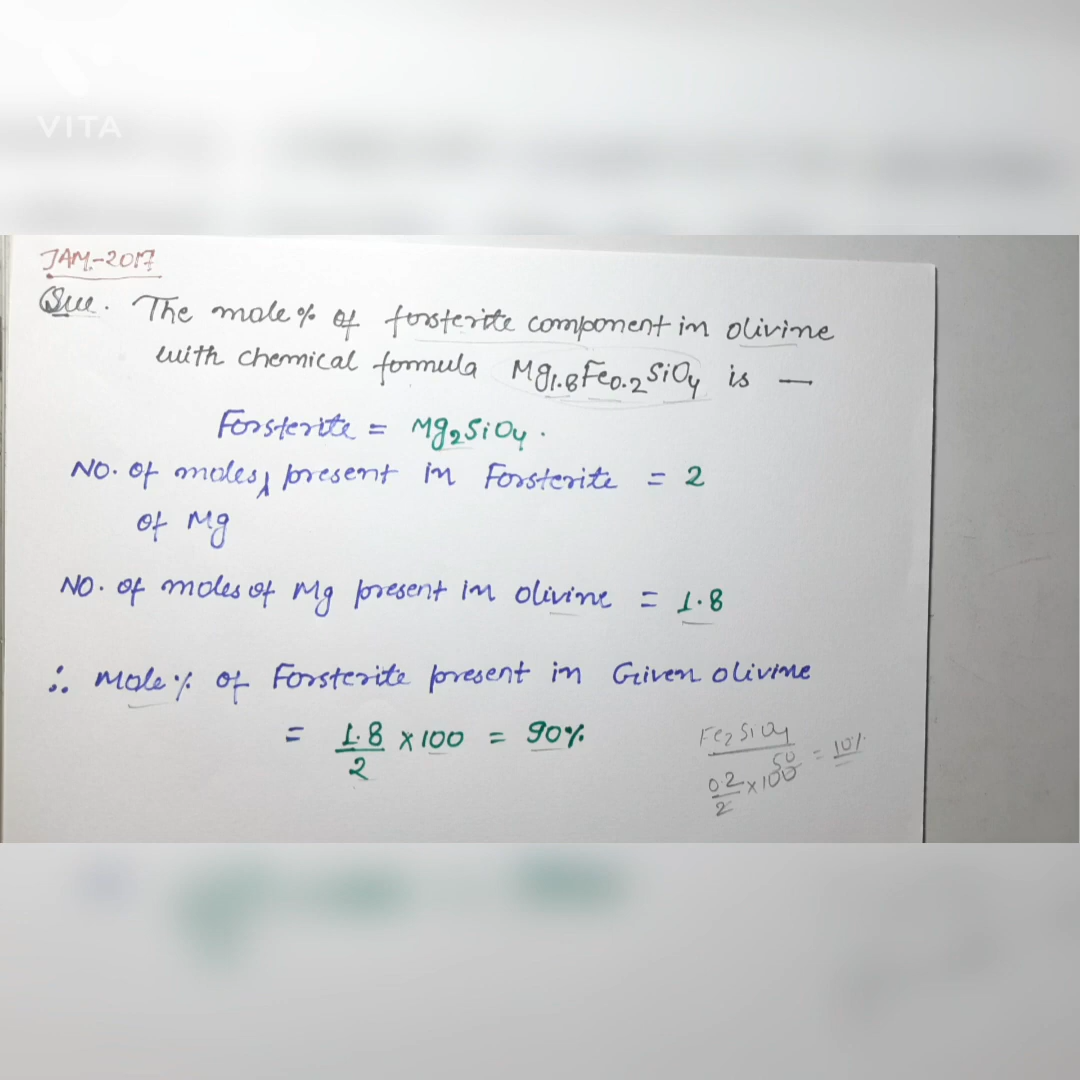 VITA
JAM-2017
Que. The mole% of forsterite component in olivine
with chemical formula Mg1.8Fe0.2SiO4 is —
Forsterite = Mg2SiO4.
NO. of moles, present in Forsterite = 2
of Mg
NO. of moles of Mg present in olivine = 1.8
∴ Mole% of Forsterite present in Given olivine
= 1.8/2 ×100 = 90%
Fe2SiO4
0.2/2 × 100 50 = 10%